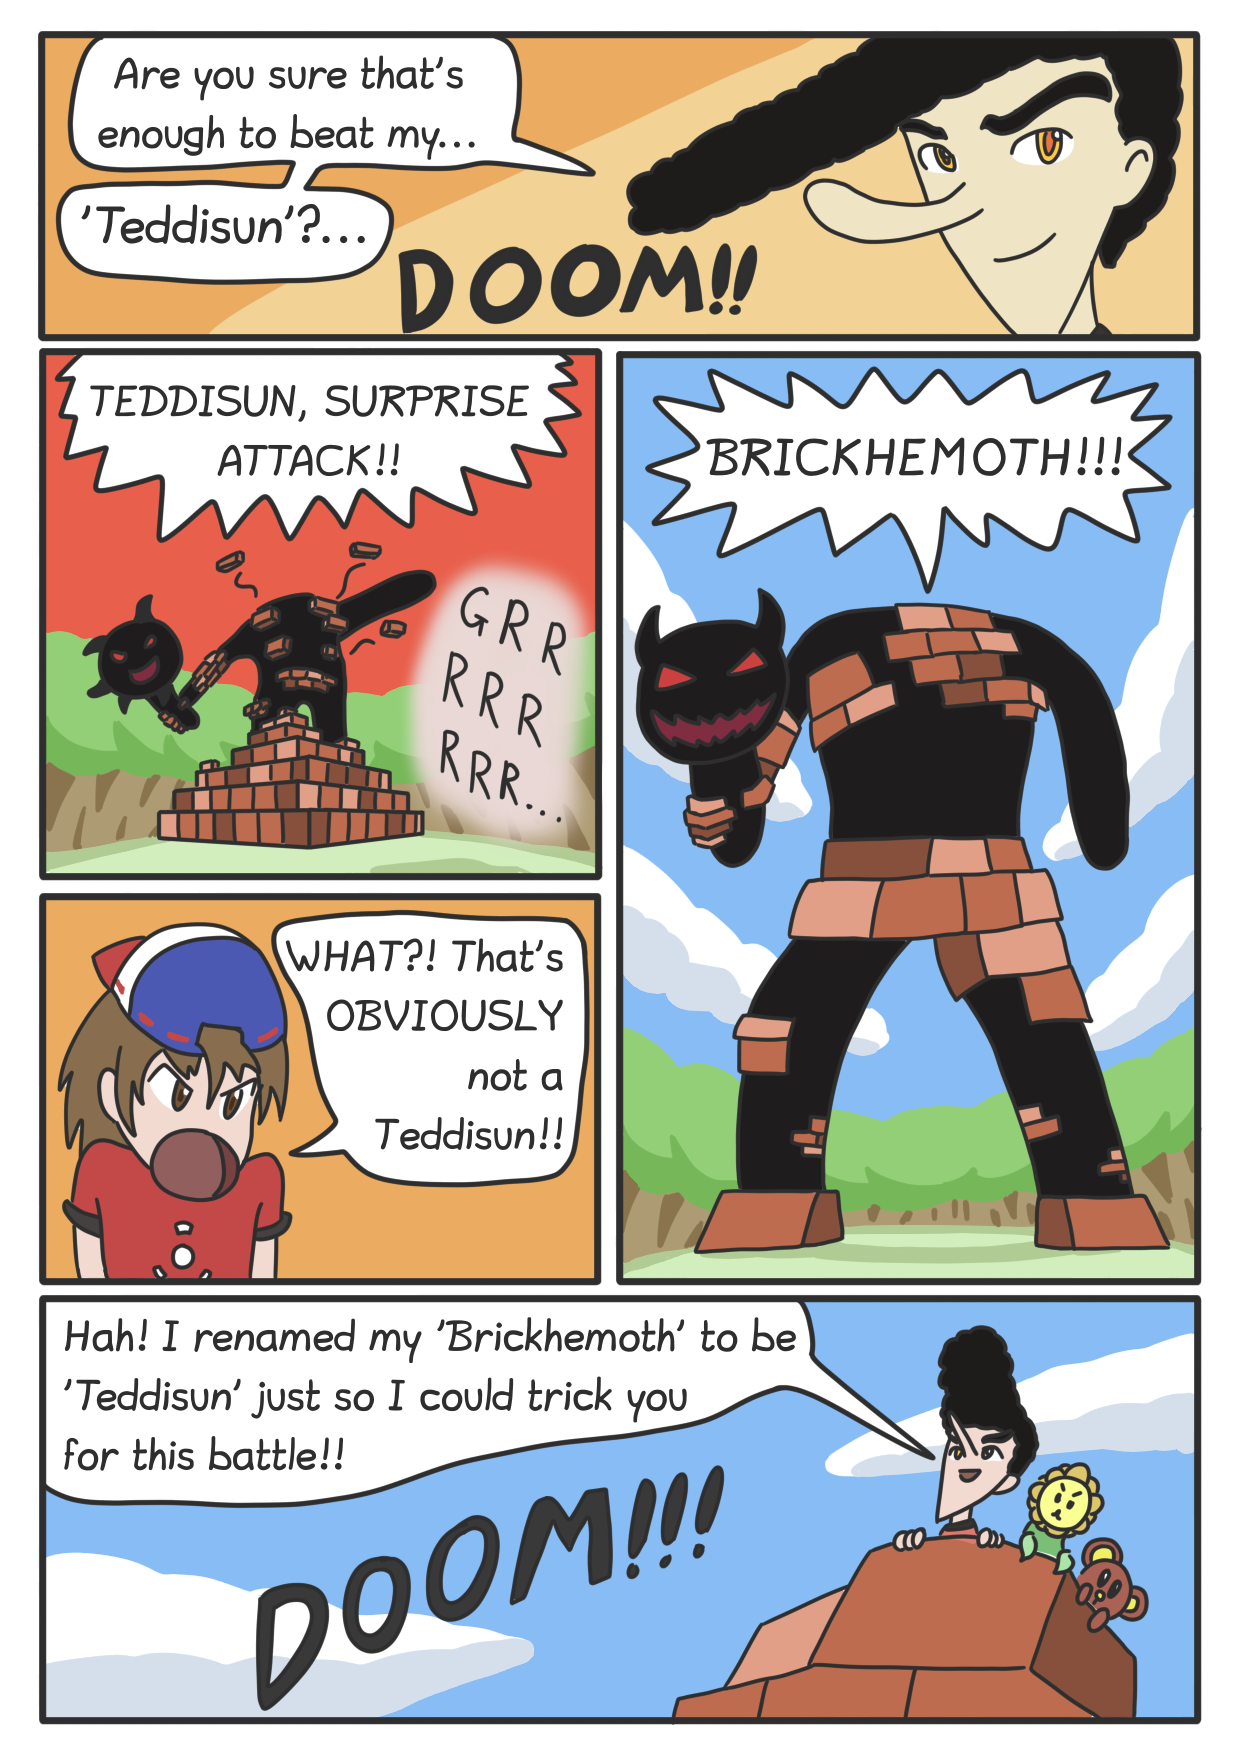 Are you sure that's
enough to beat my...
'Teddisun'?...
DOOM!!
TEDDISUN, SURPRISE
ATTACK!!
GRR
RRR
RRR...
BRICKHEMOTH!!!
WHAT?! That's
OBVIOUSLY
not a
Teddisun!!
Hah! I renamed my 'Brickhemoth' to be
'Teddisun' just so I could trick you
for this battle!!
DOOM!!!